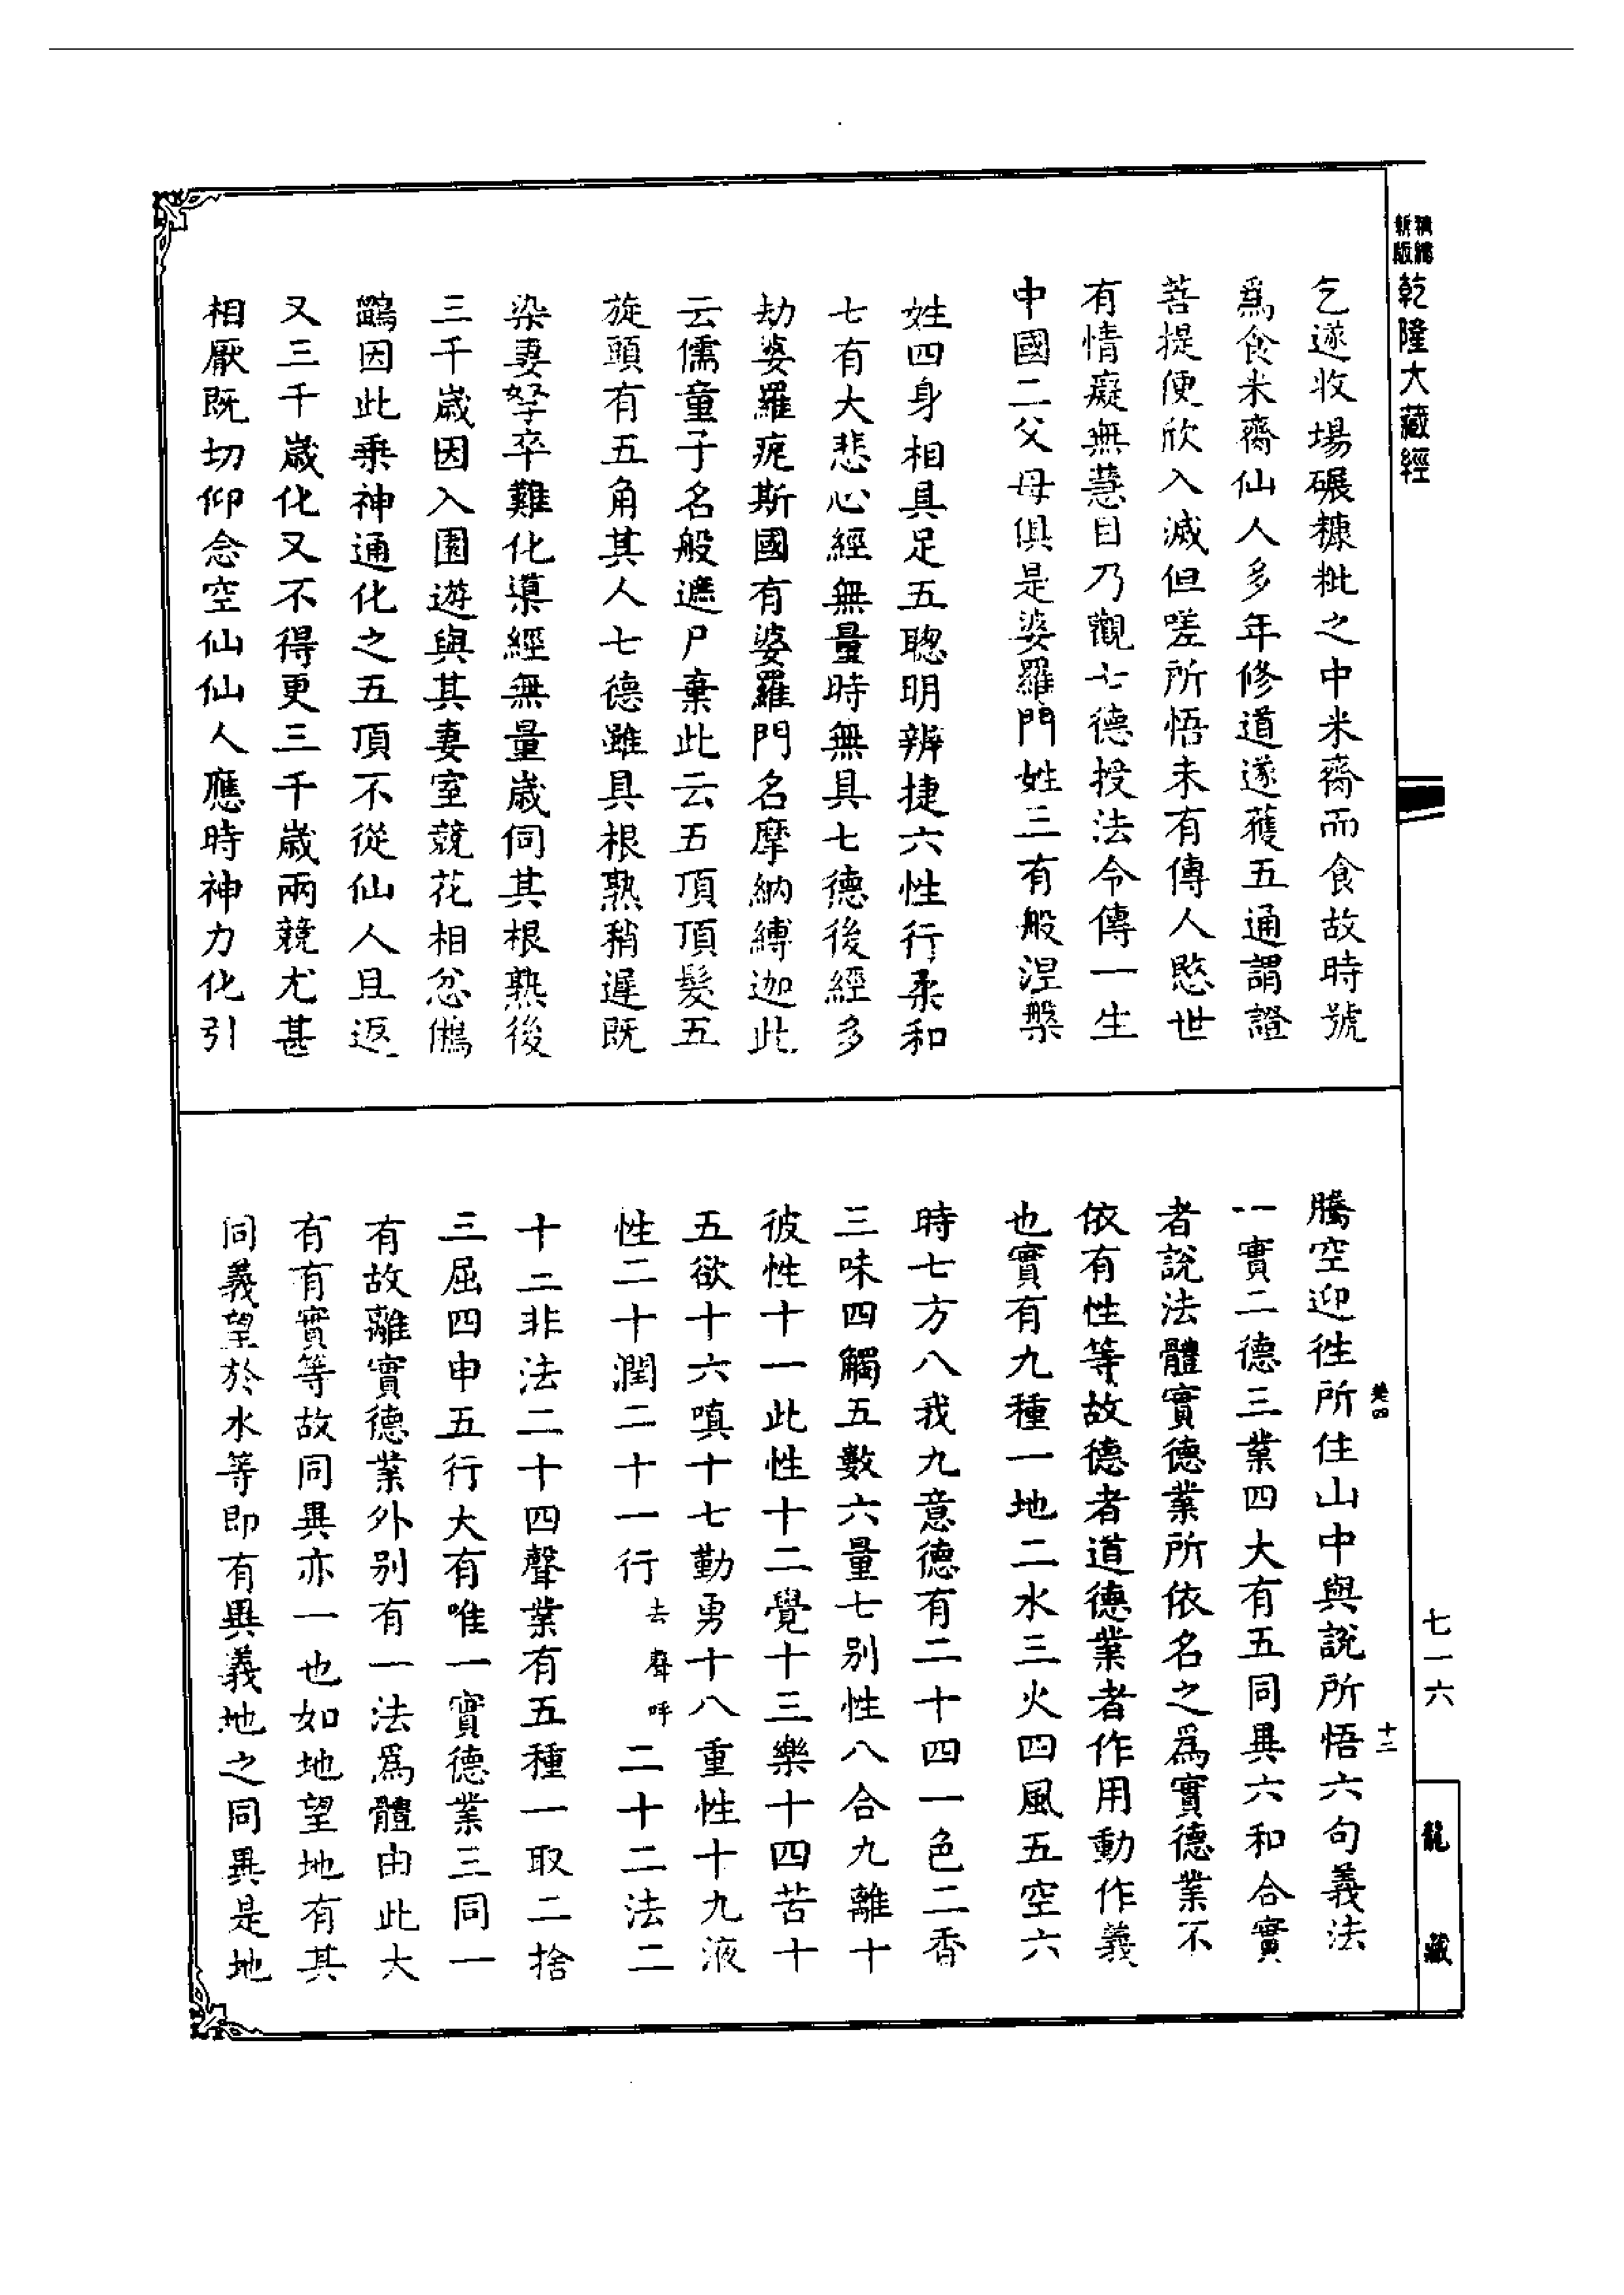 精縮新版乾隆大藏經
乞遂收場碾糠粃之中米齋而食故時號
爲食米齋仙人多年修道遂獲五通謂證
菩提便欣入滅但嗟所悟未有傳人愍世
有情癡無慧目乃觀七德授法令傳一生
中國二父母俱是婆羅門姓三有般涅槃
姓四身相具足五聰明辨捷六性行柔和
七有大悲心經無量時無具七德後經多
劫婆羅痆斯國有婆羅門名摩納縛迦此
云儒童子名般遮尸棄此云五頂頂髮五
旋頭有五角其人七德雖具根熟稍遲既
染妻孥卒難化導經無量歲伺其根熟後
三千歲因入園遊與其妻室競花相忿鵂
鶹因此乘神通化之五頂不從仙人且返
又三千歲化又不得更三千歲兩競尤甚
相厭既切仰念空仙仙人應時神力化引
騰空迎徃所住山中與說所悟六句義法
一實二德三業四大有五同異六和合實
者說法體實德業所依名之爲實德業不
依有性等故德者道德業者作用動作義
也實有九種一地二水三火四風五空六
時七方八我九意德有二十四一色二香
三味四觸五數六量七別性八合九離十
彼性十一此性十二覺十三樂十四苦十
五欲十六嗔十七勤勇十八重性十九液
性二十潤二十一行去聲呼二十二法二
十二非法二十四聲業有五種一取二捨
三屈四申五行大有唯一實德業三同一
有故離實德業外別有一法爲體由此大
有有實等故同異亦一也如地望地有其
同義望於水等即有異義地之同異是地
卷四
十二
七一六
龍藏